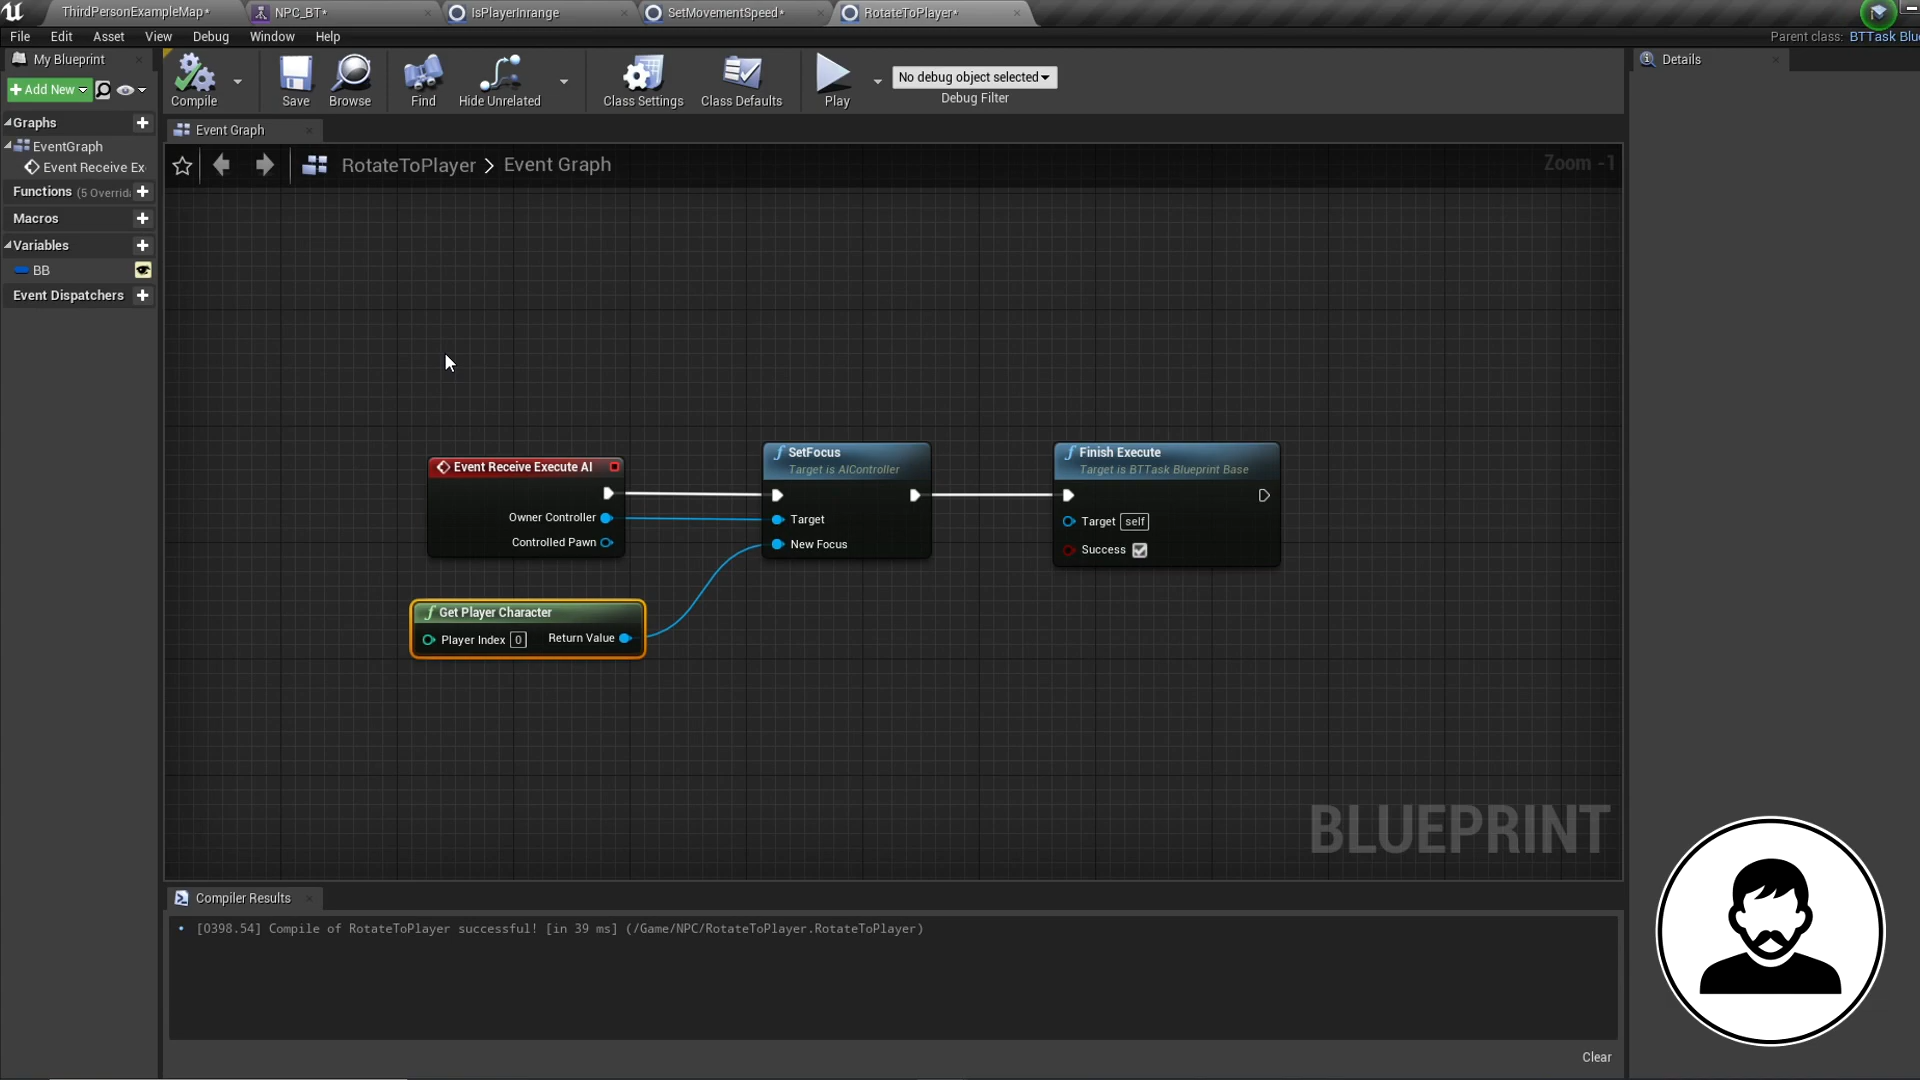 ThirdPersonExampleMap*
NPC_BT*
IsPlayerInrange
SetMovementSpeed*
RotateToPlayer*
File Edit Asset View Debug Window Help
Parent class: BTTask Blu
My Blueprint
Add New
Compile
Save
Browse
Find
Hide Unrelated
Class Settings
Class Defaults
Play
No debug object selected
Debug Filter
Details
Graphs
EventGraph
Event Receive Ex
Functions (5 Overrid
Macros
Variables
BB
Event Dispatchers
Event Graph
RotateToPlayer > Event Graph
Zoom -1
Event Receive Execute AI
Owner Controller
Controlled Pawn
SetFocus
Target is AIController
Target
New Focus
Finish Execute
Target is BTTask Blueprint Base
Target self
Success
Get Player Character
Player Index 0 Return Value
BLUEPRINT
Compiler Results
• [0398.54] Compile of RotateToPlayer successful! [in 39 ms] (/Game/NPC/RotateToPlayer.RotateToPlayer)
Clear